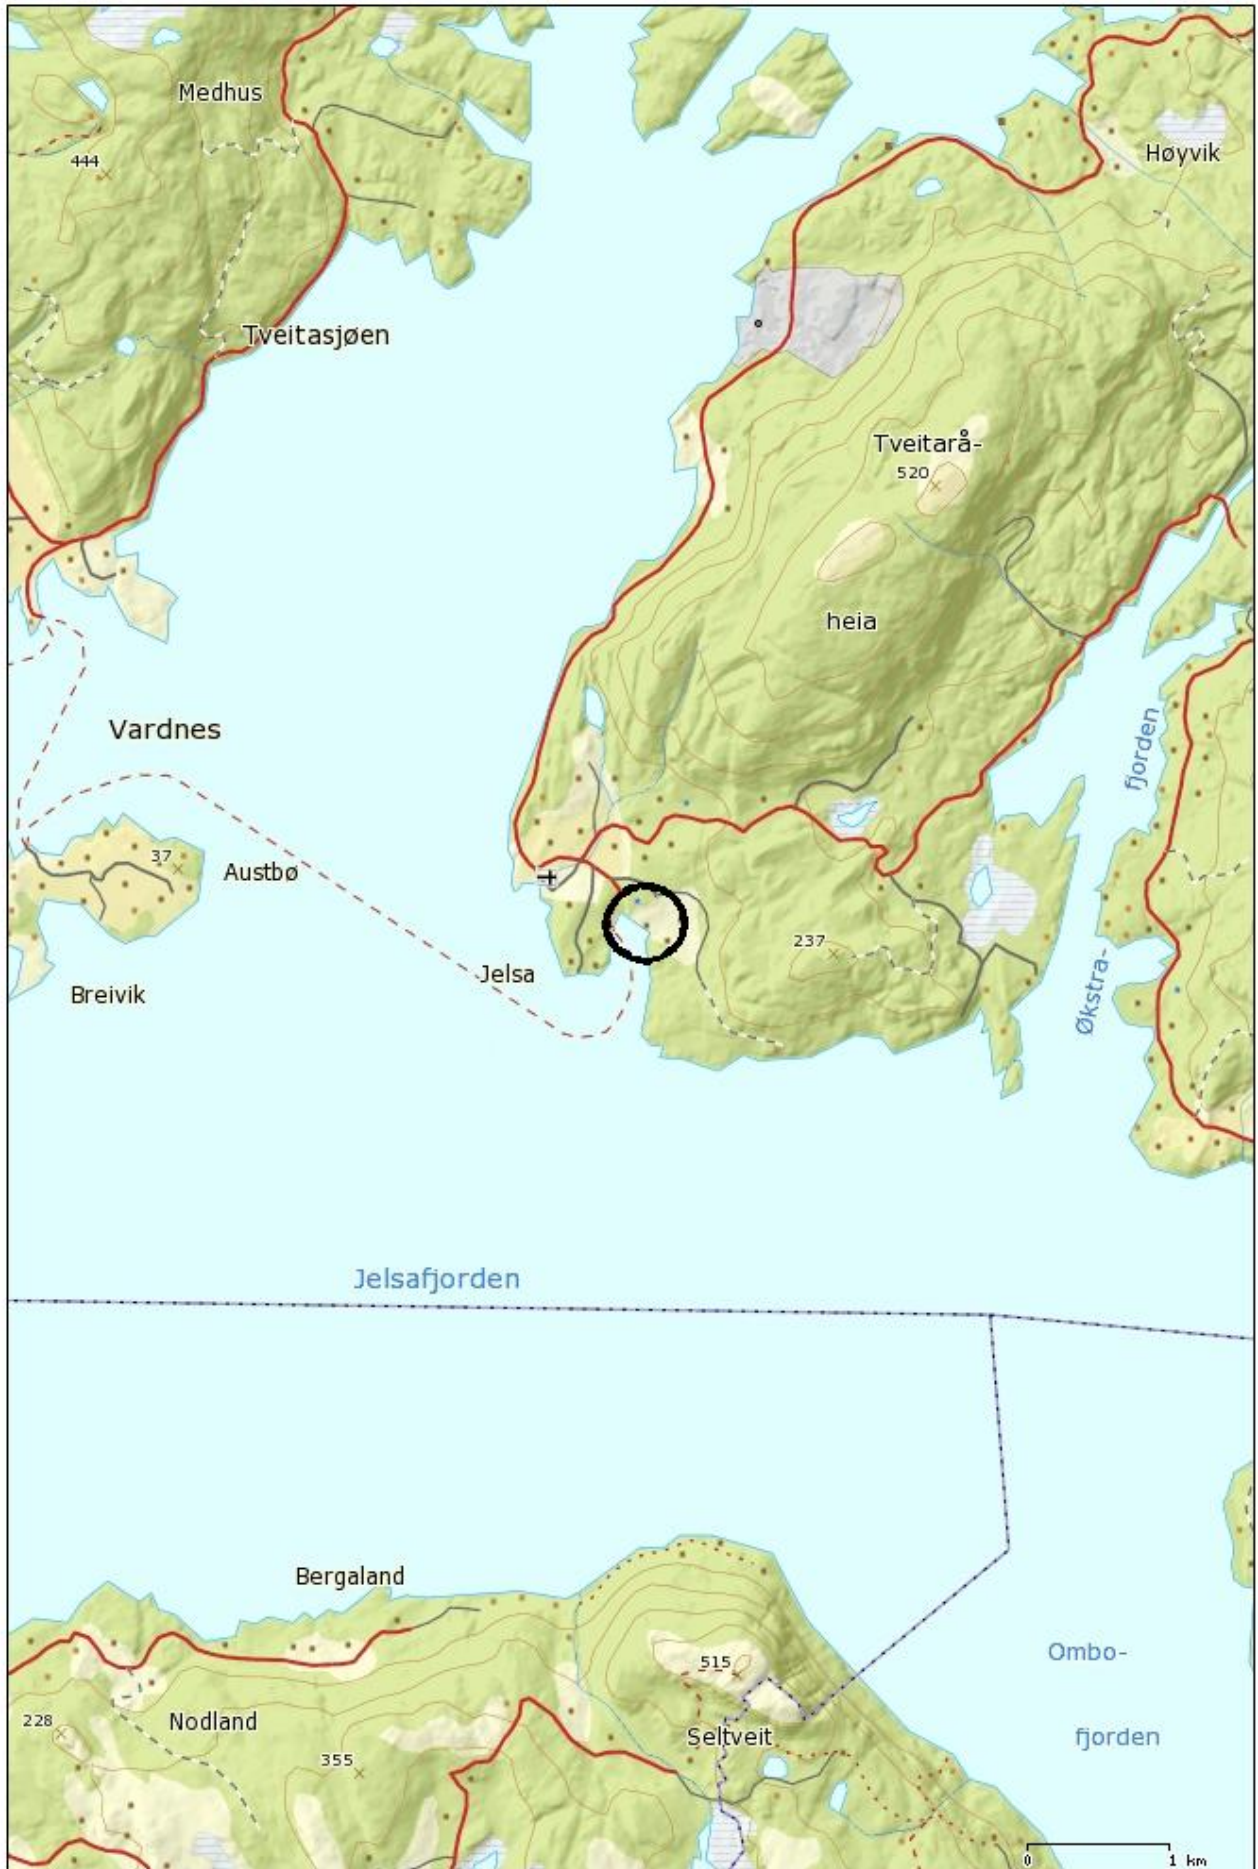 Medhus
444
Høyvik
Tveitasjøen
Tveitarå-
520
heia
Vardnes
fjorden
37
Austbø
237
Jelsa
Breivik
Økstra-
Jelsafjorden
Bergaland
Ombo-
515
228
Nodland
Seltveit
fjorden
355
0
1 km